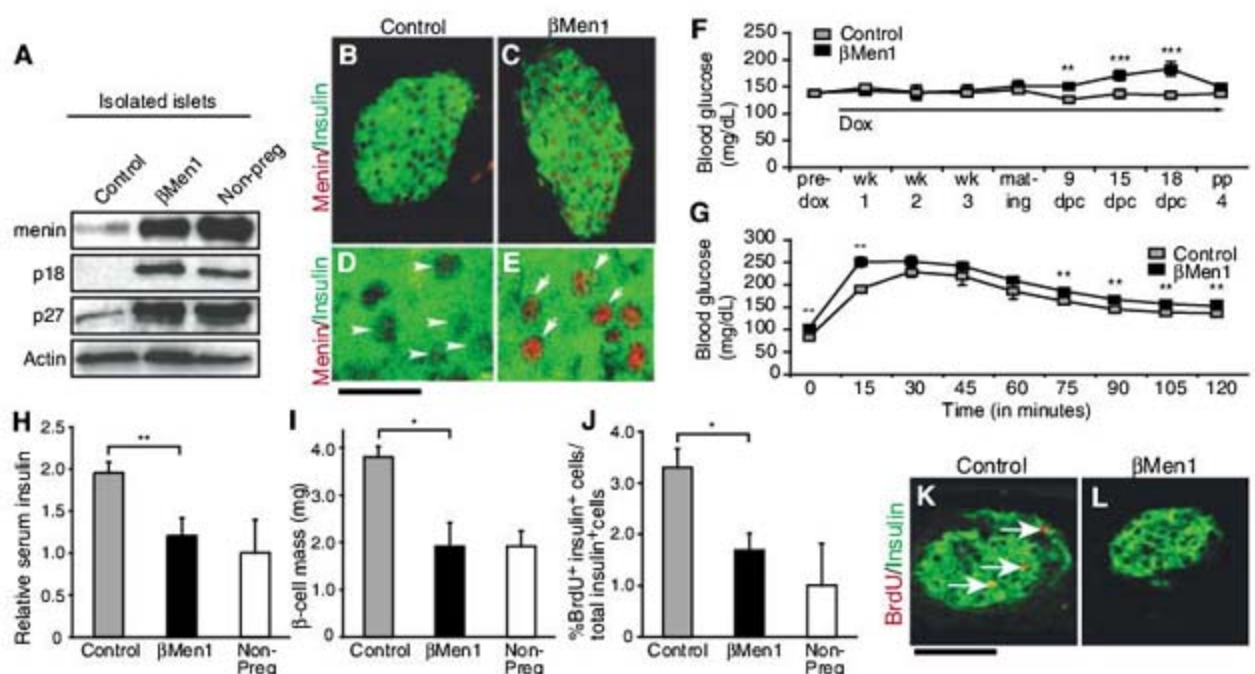 A
Isolated islets
Control
βMen1
Non-preg
menin
p18
p27
Actin
Control
βMen1
B
C
Menin/Insulin
D
E
Menin/Insulin
F
Control
βMen1
Blood glucose
(mg/dL)
250
200
150
100
50
0
**
***
***
Dox
pre-
dox
wk
1
wk
2
wk
3
mat-
ing
9
dpc
15
dpc
18
dpc
pp
4
G
Control
βMen1
Blood glucose
(mg/dL)
300
250
200
150
100
50
0
**
**
**
**
**
**
0 15 30 45 60 75 90 105 120
Time (in minutes)
H
Relative serum insulin
2.5
2.0
1.5
1.0
0.5
0
**
Control
βMen1
Non-
Preg
I
β-cell mass (mg)
4.0
3.0
2.0
1.0
0
*
Control
βMen1
Non-
Preg
J
%BrdU⁺ insulin⁺ cells/
total insulin⁺cells
4.0
3.0
2.0
1.0
0
*
Control
βMen1
Non-
Preg
Control
βMen1
K
L
BrdU/Insulin